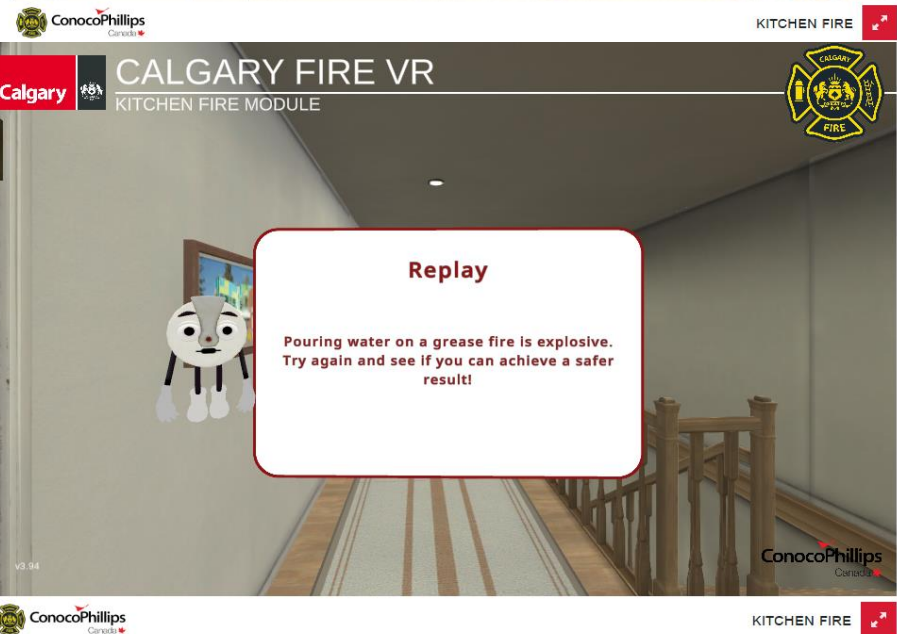 ConocoPhillips
Canada
KITCHEN FIRE
Calgary
CALGARY FIRE VR
KITCHEN FIRE MODULE
CALGARY
FIRE
Replay
Pouring water on a grease fire is explosive.
Try again and see if you can achieve a safer
result!
v3.94
ConocoPhillips
Canada
ConocoPhillips
Canada
KITCHEN FIRE